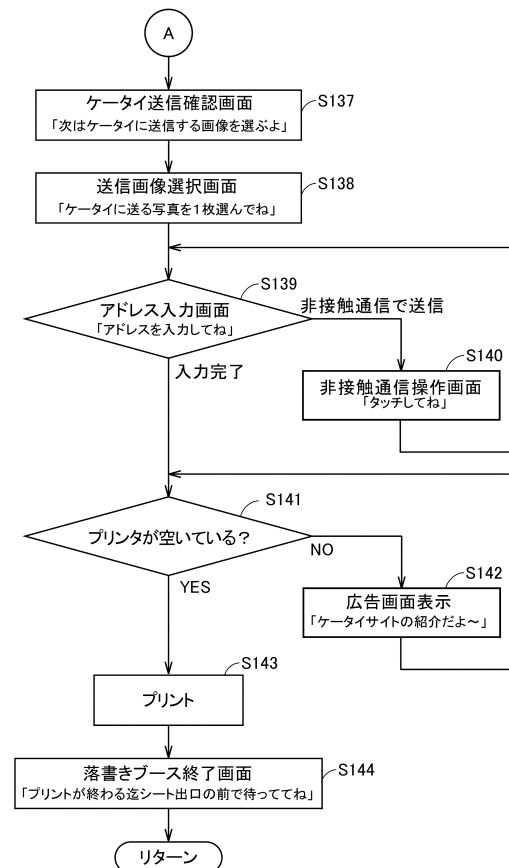 A
ケータイ送信確認画面
「次はケータイに送信する画像を選ぶよ」
S137
送信画像選択画面
「ケータイに送る写真を1枚選んでね」
S138
S139
アドレス入力画面
「アドレスを入力してね」
非接触通信で送信
S140
非接触通信操作画面
「タッチしてね」
入力完了
S141
プリンタが空いている?
NO
YES
S142
広告画面表示
「ケータイサイトの紹介だよ~」
S143
プリント
落書きブース終了画面
「プリントが終わる迄シート出口の前で待っててね」
S144
リターン